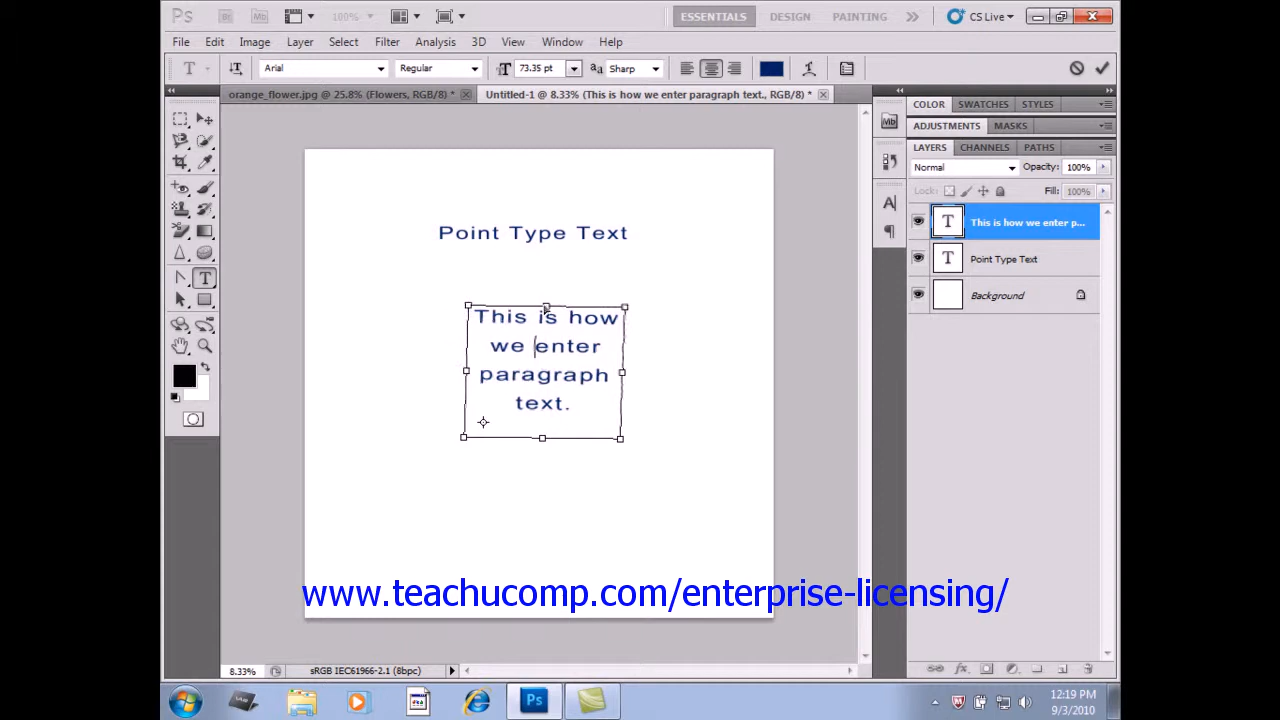 Ps Br Mb 100% ESSENTIALS DESIGN PAINTING CS Live
File Edit Image Layer Select Filter Analysis 3D View Window Help
T Arial Regular 73.35 pt Sharp
orange_flower.jpg @ 25.8% (Flowers, RGB/8) * Untitled-1 @ 8.33% (This is how we enter paragraph text., RGB/8) *
COLOR SWATCHES STYLES
ADJUSTMENTS MASKS
LAYERS CHANNELS PATHS
Normal Opacity: 100%
Lock: Fill: 100%
This is how we enter p...
Point Type Text
Background
Point Type Text
This is how
we enter
paragraph
text.
www.teachucomp.com/enterprise-licensing/
8.33% sRGB IEC61966-2.1 (8bpc)
Ps 12:19 PM
9/3/2010